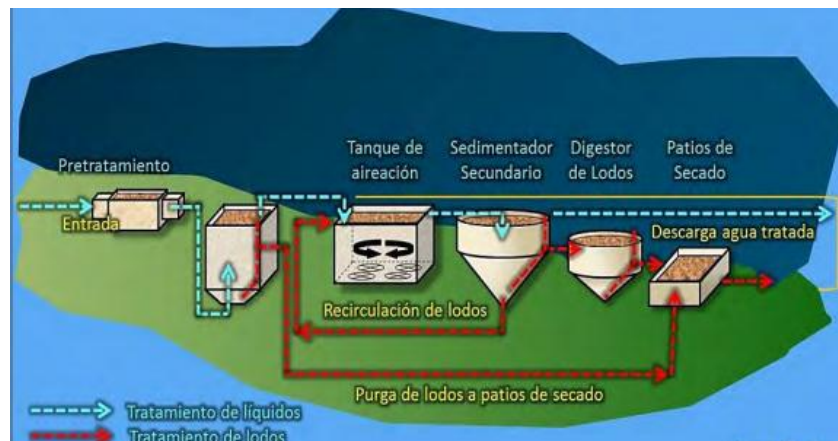 Pretratamiento
Tanque de
aireación
Sedimentador
Secundario
Digestor
de Lodos
Patios de
Secado
Entrada
Descarga agua tratada
Recirculación de lodos
Purga de lodos a patios de secado
Tratamiento de líquidos
Tratamiento de lodos